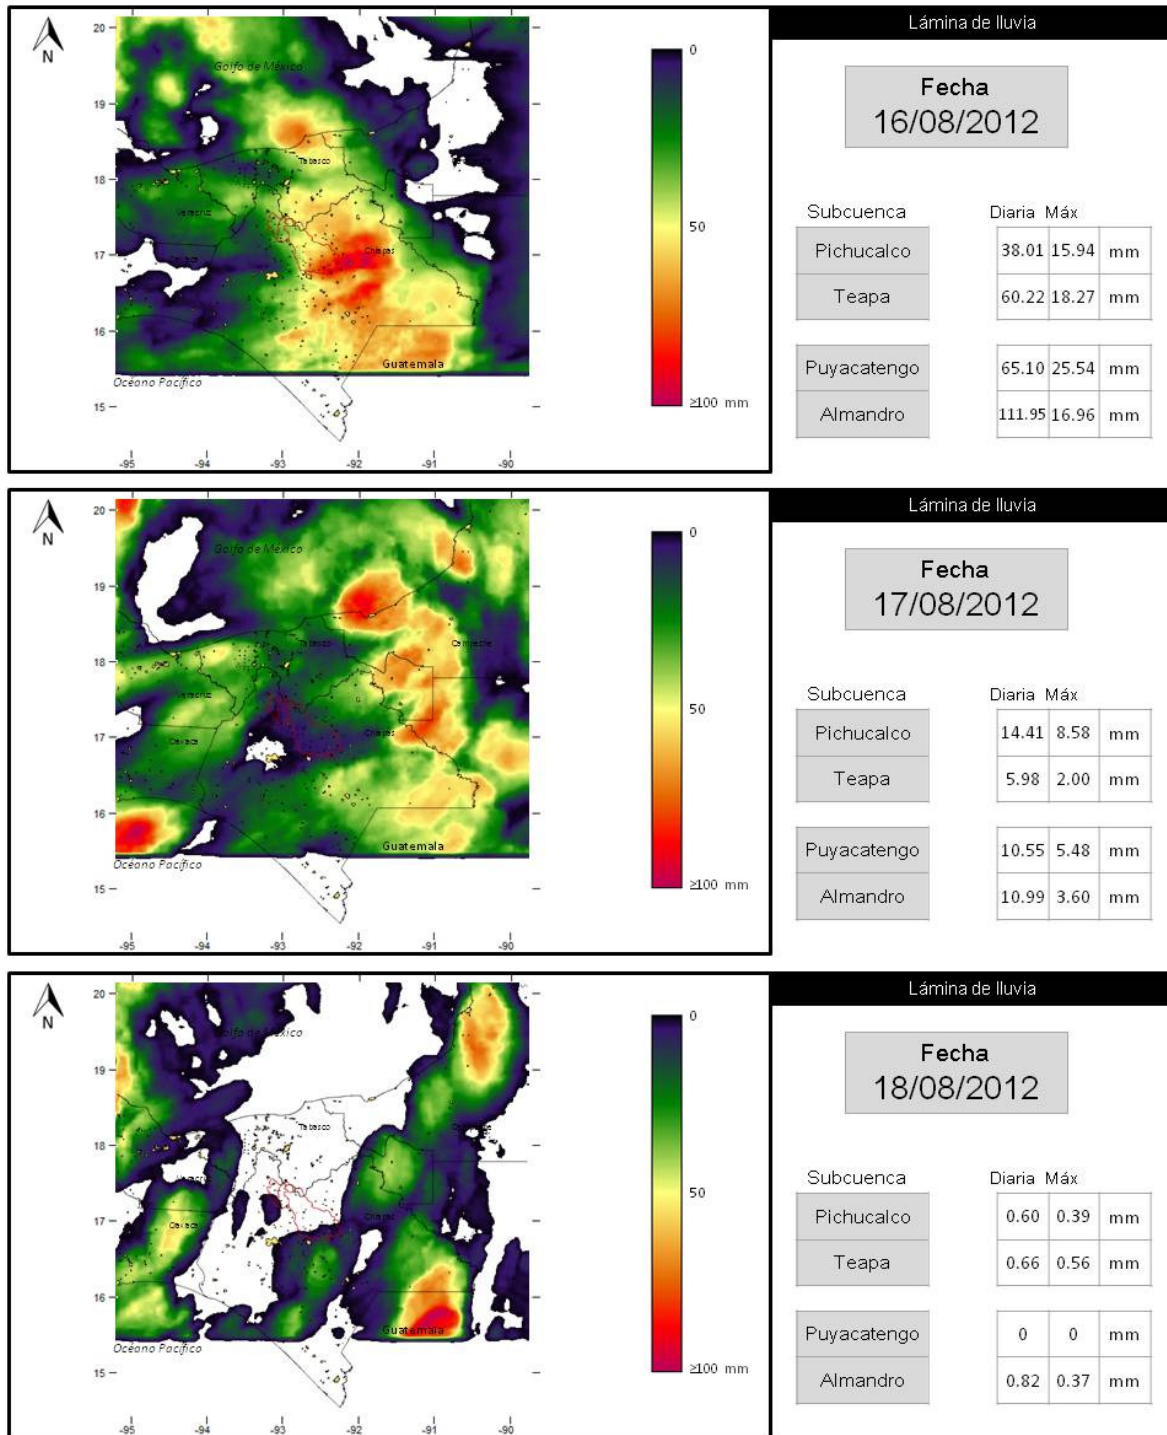 Lámina de lluvia
N
20
19
18
17
16
15
-95 -94 -93 -92 -91 -90
Golfo de México
Tabasco
Veracruz
Chiapas
Guatemala
Océano Pacífico
0
50
≥100 mm
Fecha
16/08/2012
Subcuenca Diaria Máx
Pichucalco 38.01 15.94 mm
Teapa 60.22 18.27 mm
Puyacatengo 65.10 25.54 mm
Almandro 111.95 16.96 mm
Lámina de lluvia
N
20
19
18
17
16
15
-95 -94 -93 -92 -91 -90
Golfo de México
Tabasco
Campeche
Veracruz
Oaxaca
Chiapas
Guatemala
Océano Pacífico
0
50
≥100 mm
Fecha
17/08/2012
Subcuenca Diaria Máx
Pichucalco 14.41 8.58 mm
Teapa 5.98 2.00 mm
Puyacatengo 10.55 5.48 mm
Almandro 10.99 3.60 mm
Lámina de lluvia
N
20
19
18
17
16
15
-95 -94 -93 -92 -91 -90
Golfo de México
Tabasco
Veracruz
Oaxaca
Chiapas
Guatemala
Océano Pacífico
0
50
≥100 mm
Fecha
18/08/2012
Subcuenca Diaria Máx
Pichucalco 0.60 0.39 mm
Teapa 0.66 0.56 mm
Puyacatengo 0 0 mm
Almandro 0.82 0.37 mm